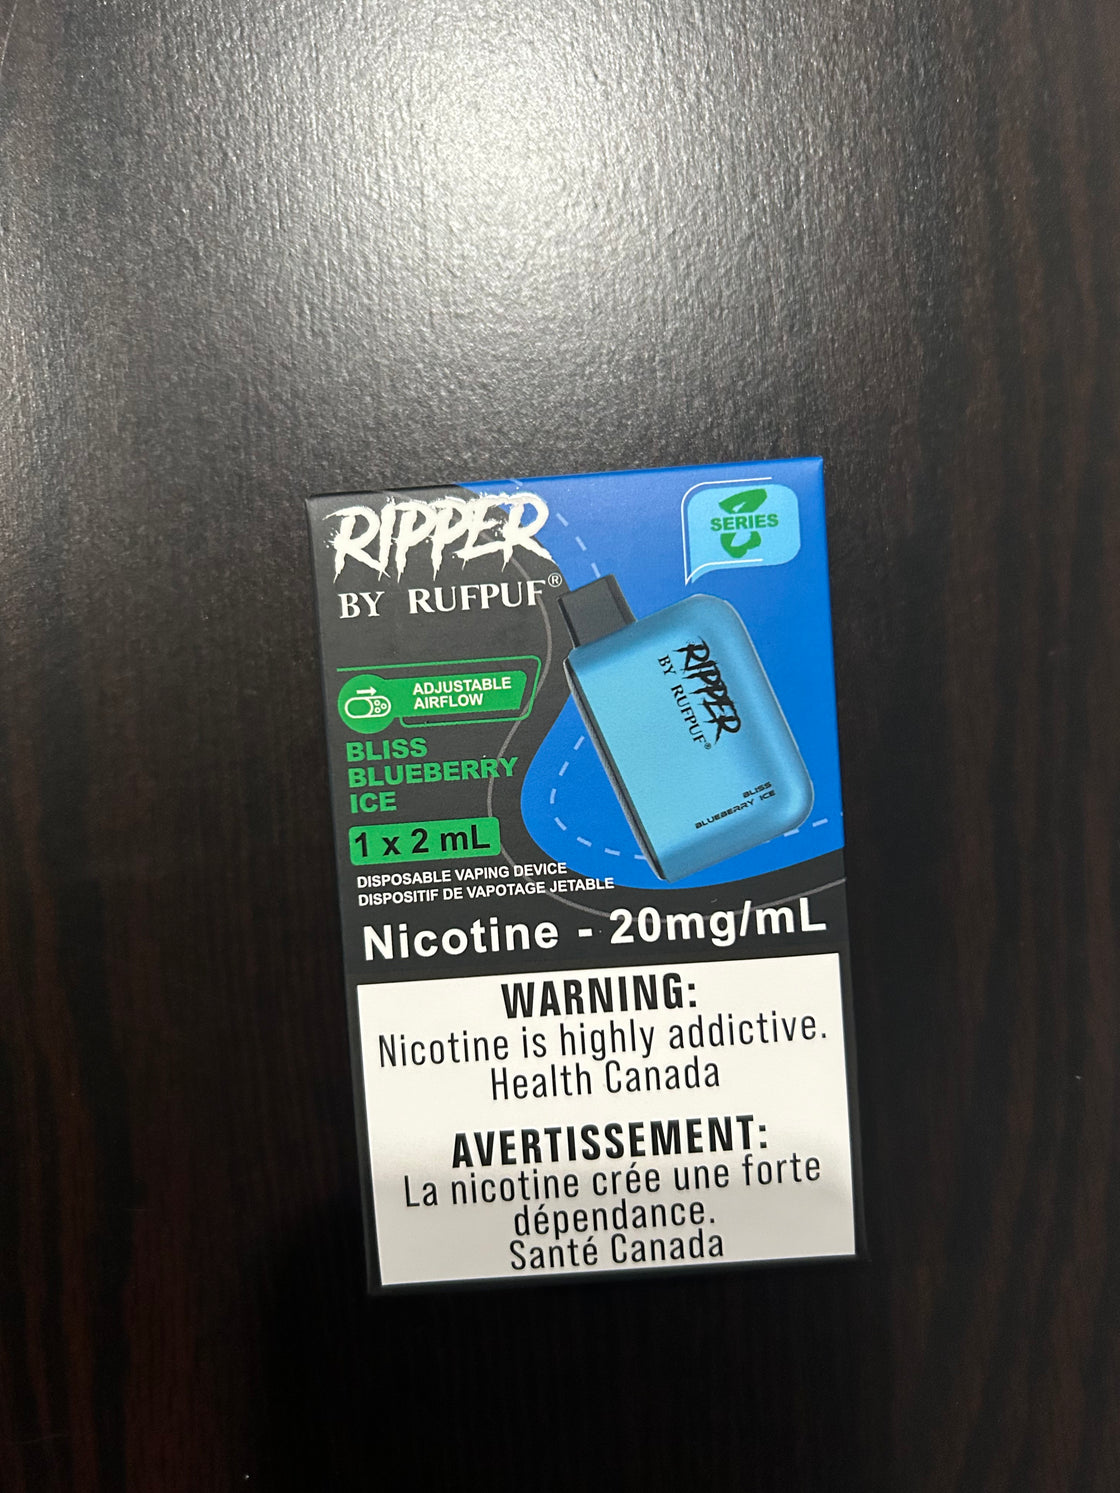 RIPPER
BY RUFPUF®
SERIES
ADJUSTABLE
AIRFLOW
BLISS
BLUEBERRY
ICE
1 x 2 mL
RIPPER
BY RUFPUF®
BLISS
BLUEBERRY ICE
DISPOSABLE VAPING DEVICE
DISPOSITIF DE VAPOTAGE JETABLE
Nicotine - 20mg/mL
WARNING:
Nicotine is highly addictive.
Health Canada
AVERTISSEMENT:
La nicotine crée une forte
dépendance.
Santé Canada